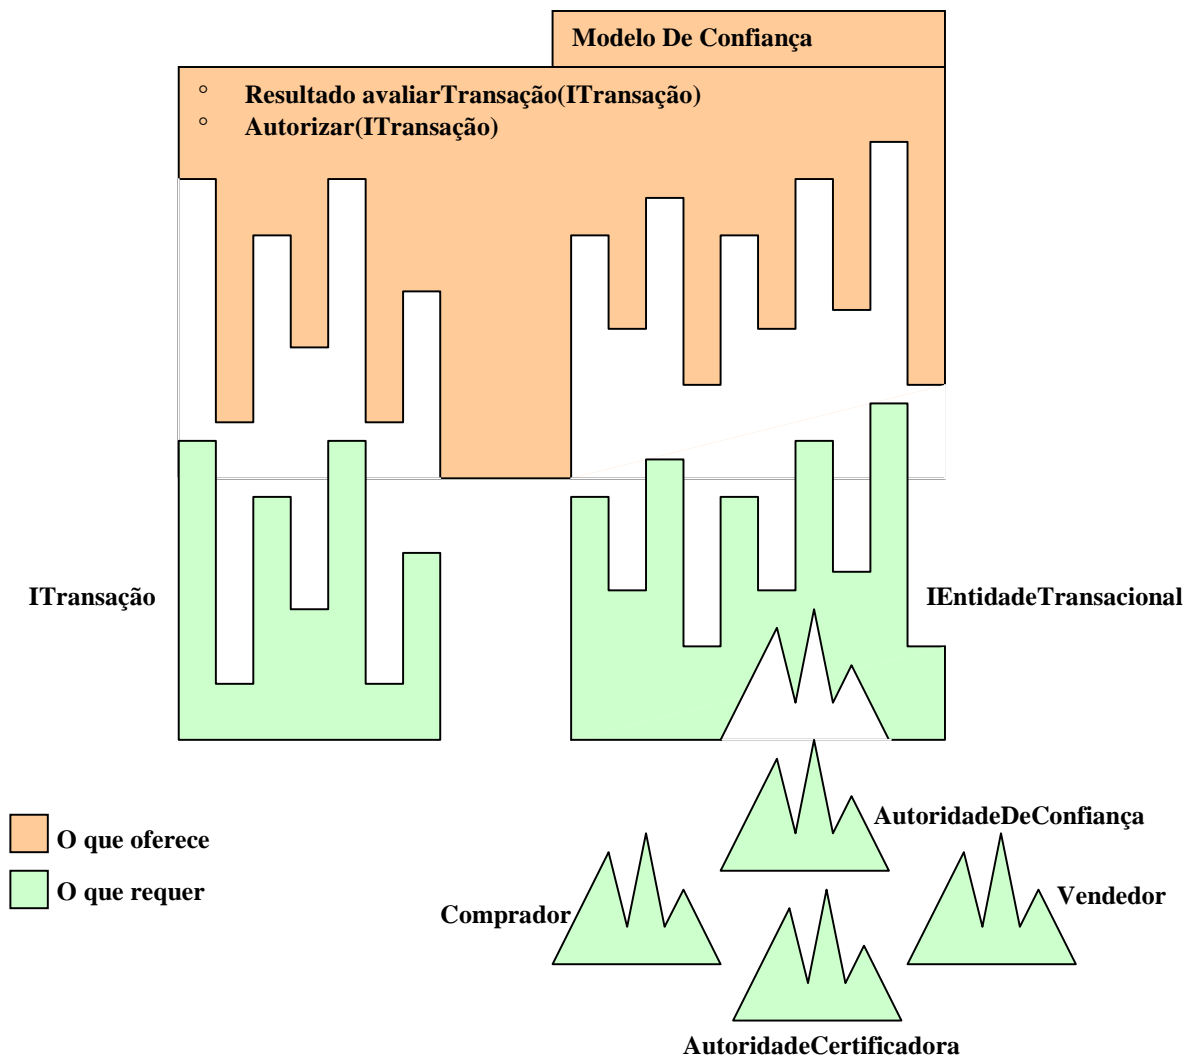 Modelo De Confiança
° Resultado avaliarTransação(ITransação)
° Autorizar(ITransação)
ITransação
IEntidadeTransacional
O que oferece
O que requer
AutoridadeDeConfiança
Comprador
Vendedor
AutoridadeCertificadora